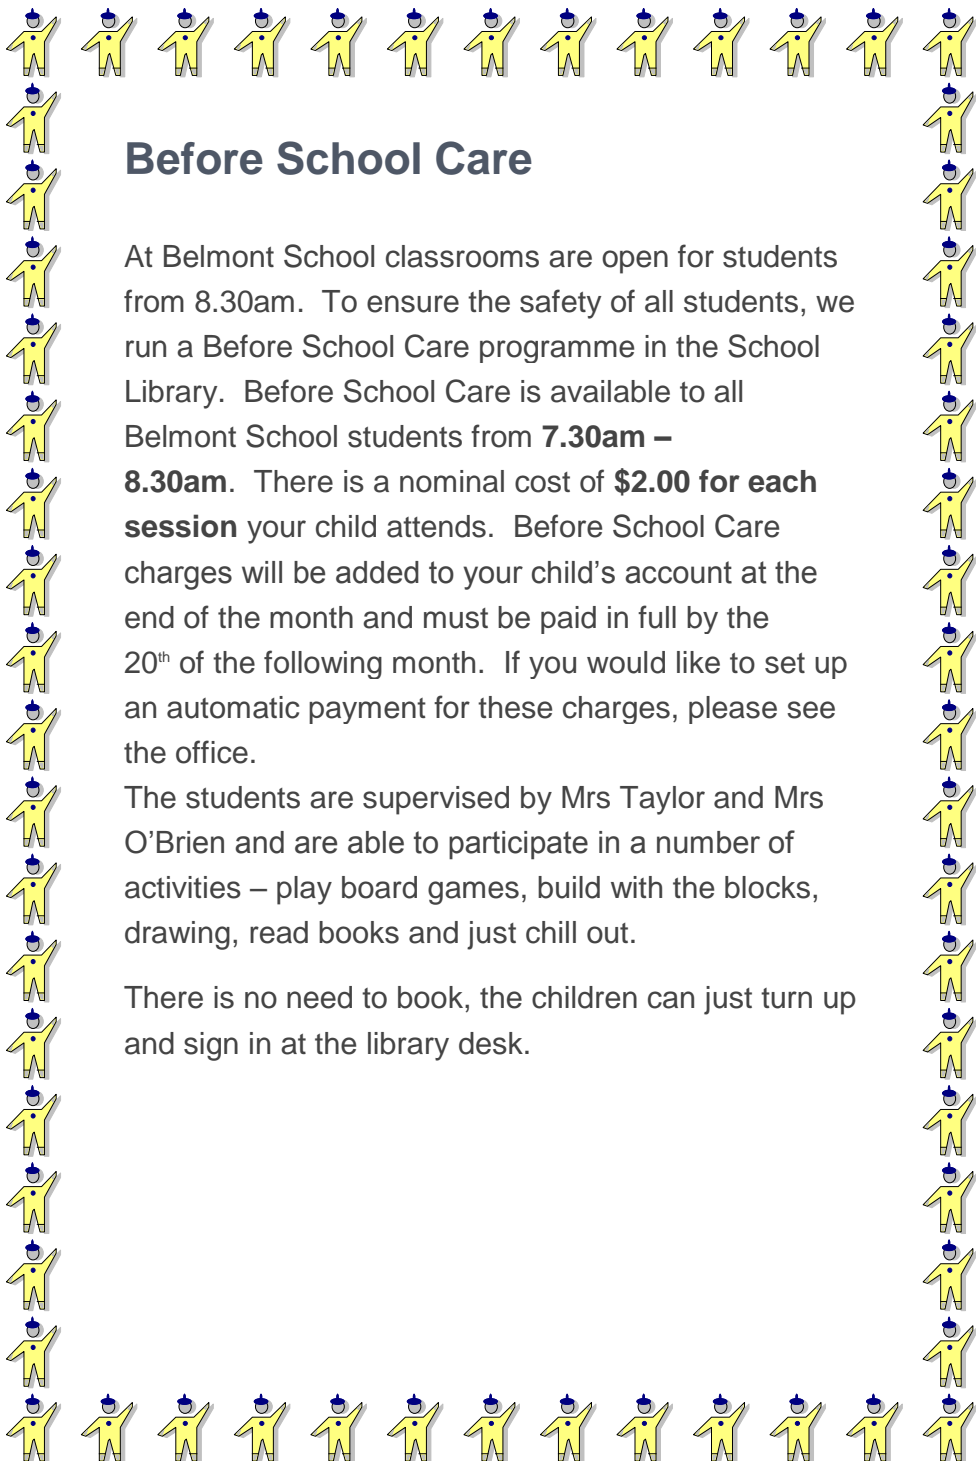 Before School Care
At Belmont School classrooms are open for students
from 8.30am.  To ensure the safety of all students, we
run a Before School Care programme in the School
Library.  Before School Care is available to all
Belmont School students from 7.30am –
8.30am.  There is a nominal cost of $2.00 for each
session your child attends.  Before School Care
charges will be added to your child’s account at the
end of the month and must be paid in full by the
20th of the following month.  If you would like to set up
an automatic payment for these charges, please see
the office.
The students are supervised by Mrs Taylor and Mrs
O’Brien and are able to participate in a number of
activities – play board games, build with the blocks,
drawing, read books and just chill out.
There is no need to book, the children can just turn up
and sign in at the library desk.